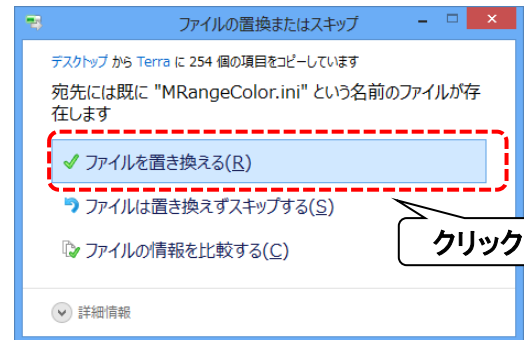 ファイルの置換またはスキップ
デスクトップ から Terra に 254 個の項目をコピーしています
宛先には既に "MRangeColor.ini" という名前のファイルが存
在します
ファイルを置き換える(R)
ファイルは置き換えずスキップする(S)
クリック
ファイルの情報を比較する(C)
詳細情報